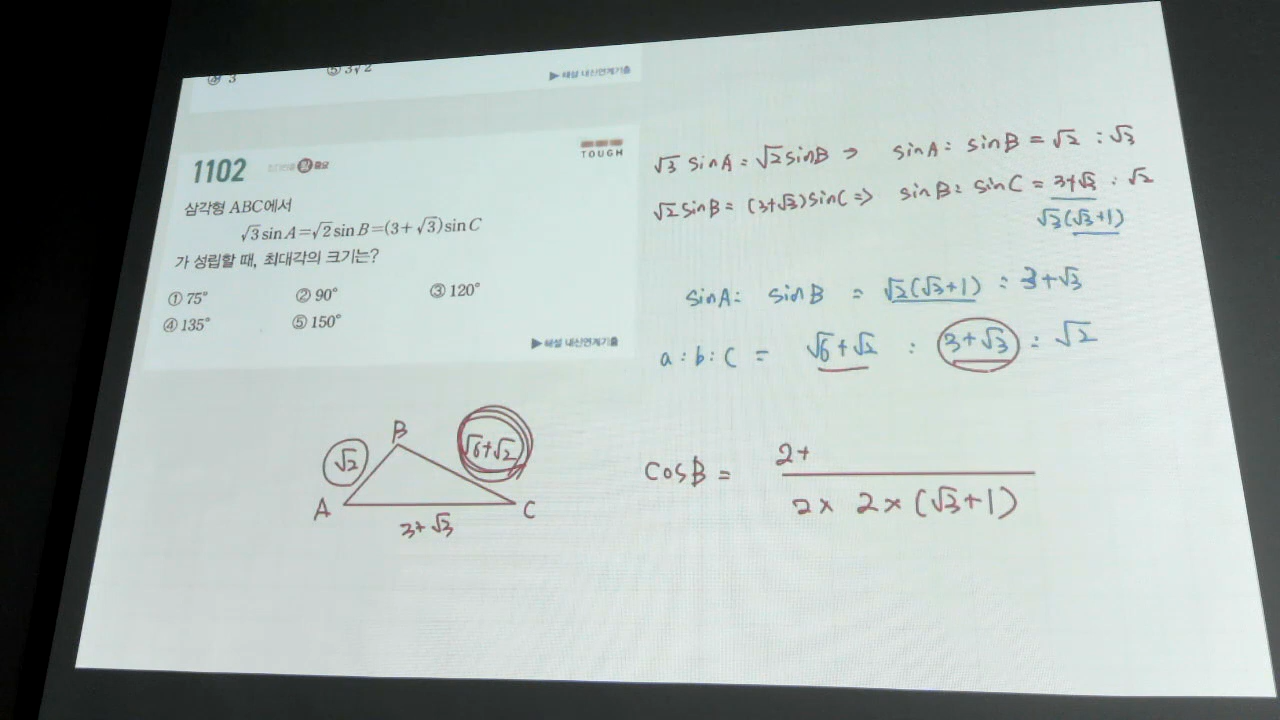 ④ 3 ⑤ 3√2
▶ 해설 내신연계기출
1102 중요
TOUGH
삼각형 ABC에서
√3 sin A=√2 sin B=(3+√3)sin C
가 성립할 때, 최대각의 크기는?
① 75° ② 90° ③ 120°
④ 135° ⑤ 150°
▶ 해설 내신연계기출
√3 sinA = √2 sinB → sinA : sinB = √2 : √3
√2 sinB = (3+√3)sinC ⇒ sinB : sinC = 3+√3 : √2
√3(√3+1)
sinA : sinB = √2(√3+1) : 3+√3
a : b : C = √6+√2 : 3+√3 : √2
B
√2 √6+√2
A C
3+√3
cosB = 2+
2× 2×(√3+1)